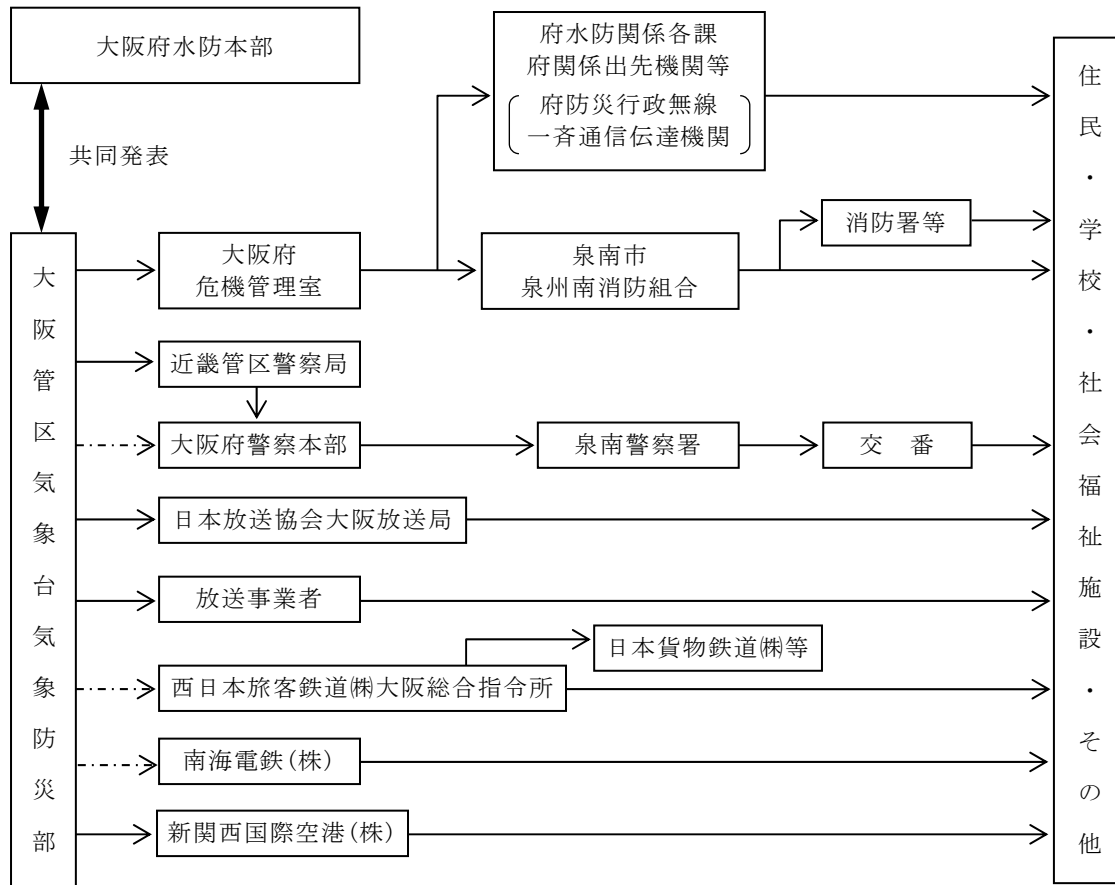 大阪府水防本部
共同発表
府水防関係各課
府関係出先機関等
府防災行政無線
一斉通信伝達機関
消防署等
大阪府
危機管理室
泉南市
泉州南消防組合
近畿管区警察局
大阪府警察本部
泉南警察署
交 番
日本放送協会大阪放送局
放送事業者
日本貨物鉄道㈱等
西日本旅客鉄道㈱大阪総合指令所
南海電鉄(株)
新関西国際空港(株)
大阪管区気象台気象防災部
住民・学校・社会福祉施設・その他